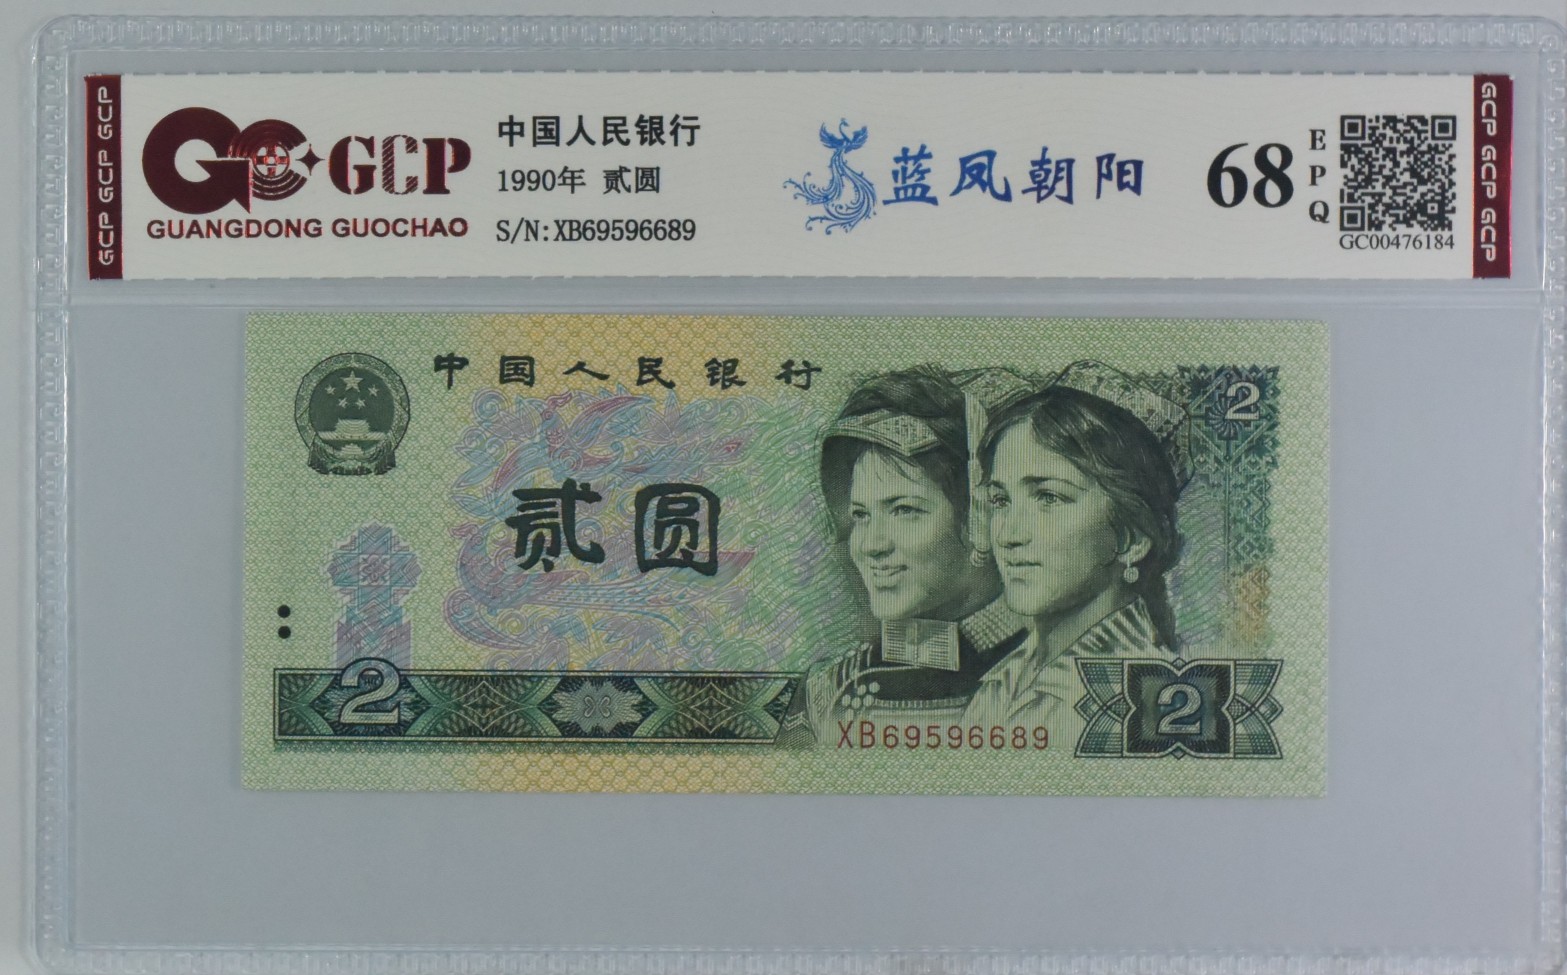 GCP GCP GCP
GCP
GUANGDONG GUOCHAO
中国人民银行
1990年 贰圆
S/N:XB69596689
蓝凤朝阳
68
EPQ
GC00476184
GCP GCP GCP
中国人民银行
2
贰圆
2
XB69596689
2